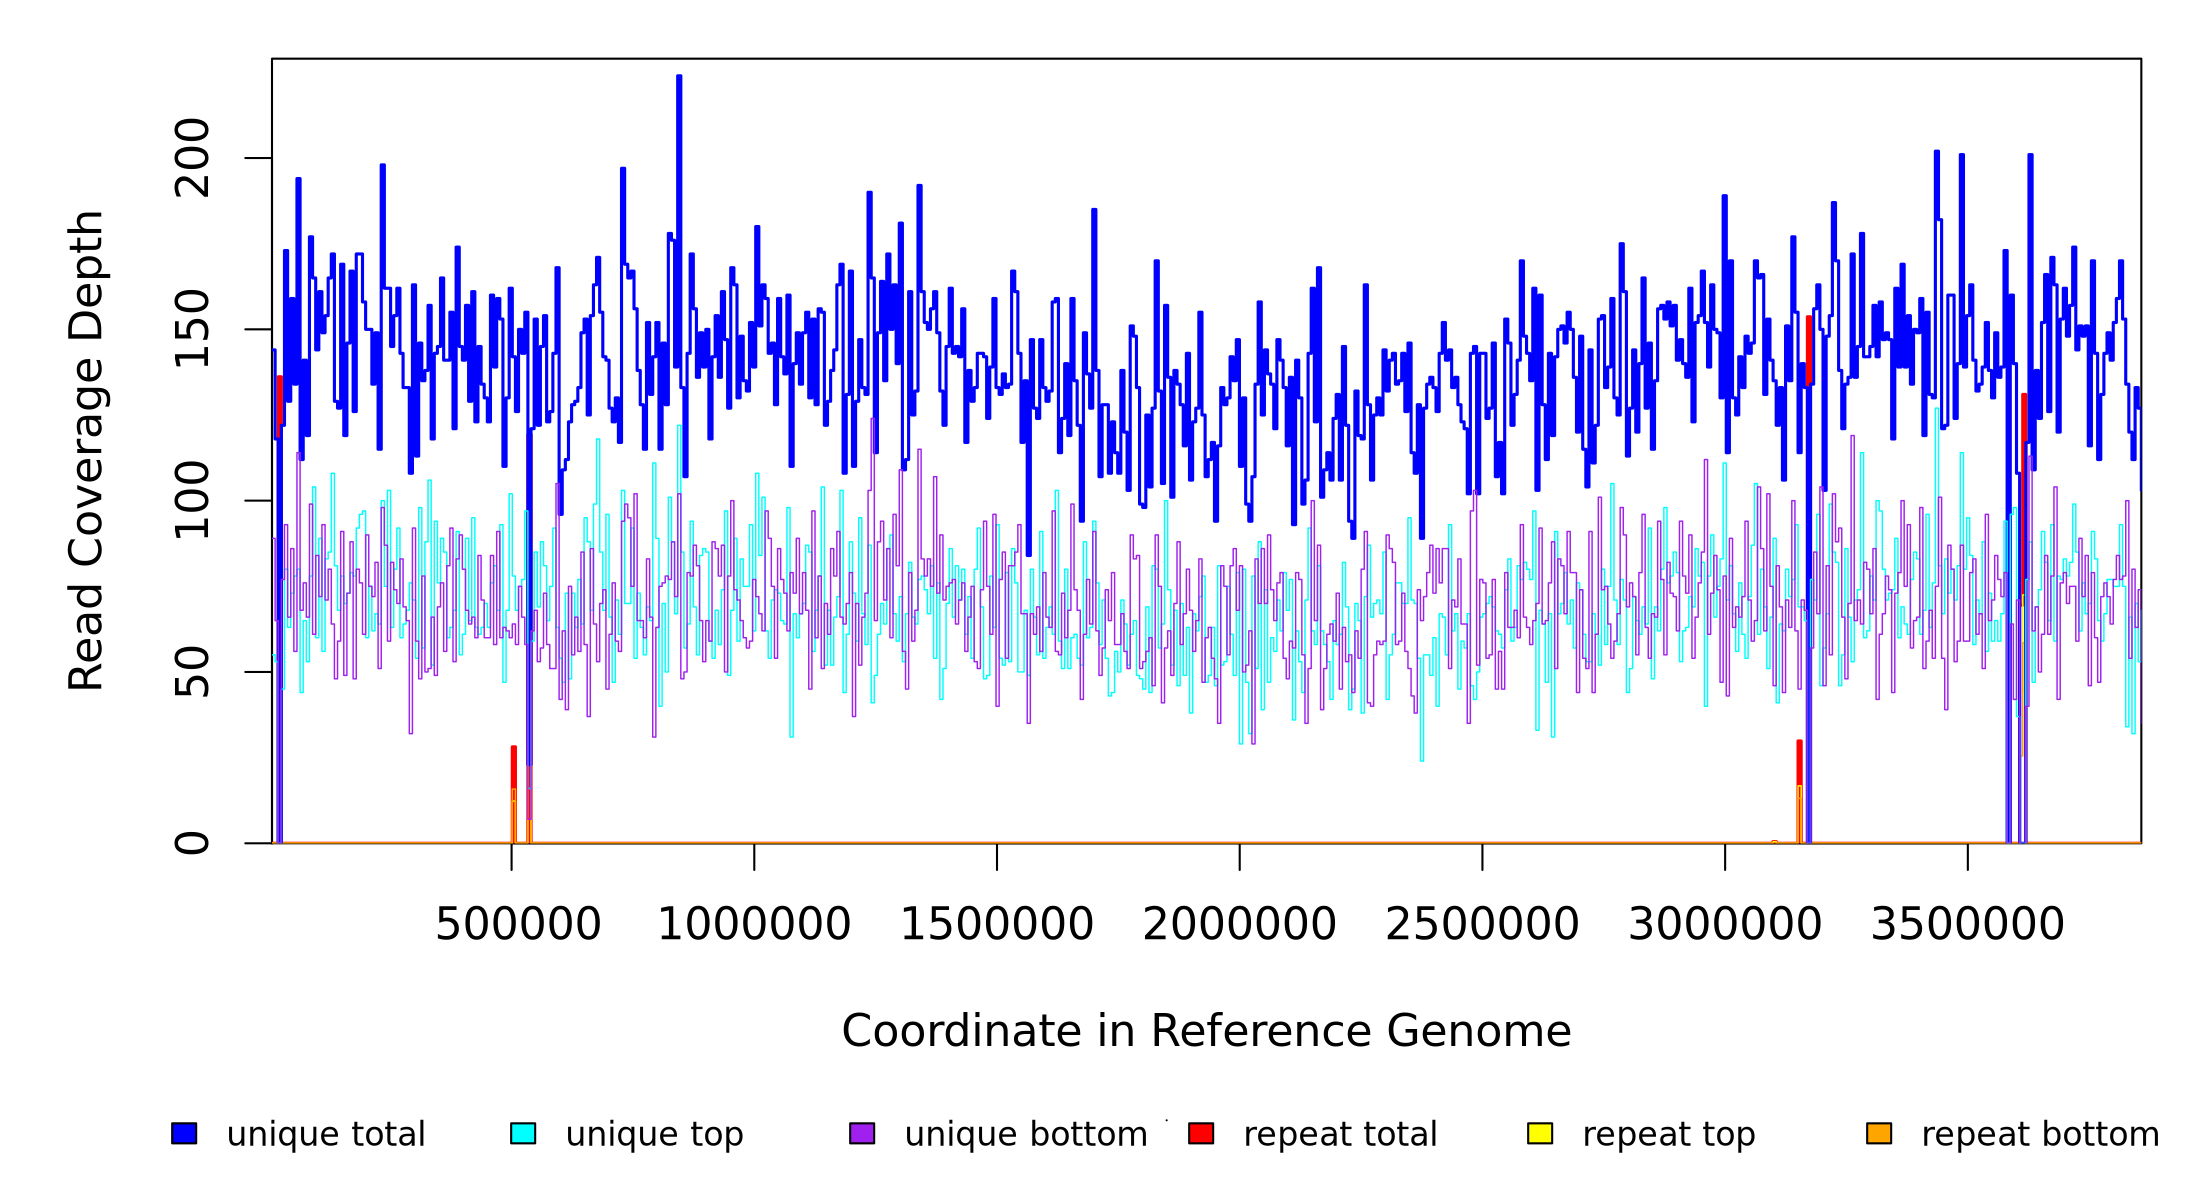 Read Coverage Depth
200
150
100
50
0
500000 1000000 1500000 2000000 2500000 3000000 3500000
Coordinate in Reference Genome
unique total unique top unique bottom repeat total repeat top repeat bottom